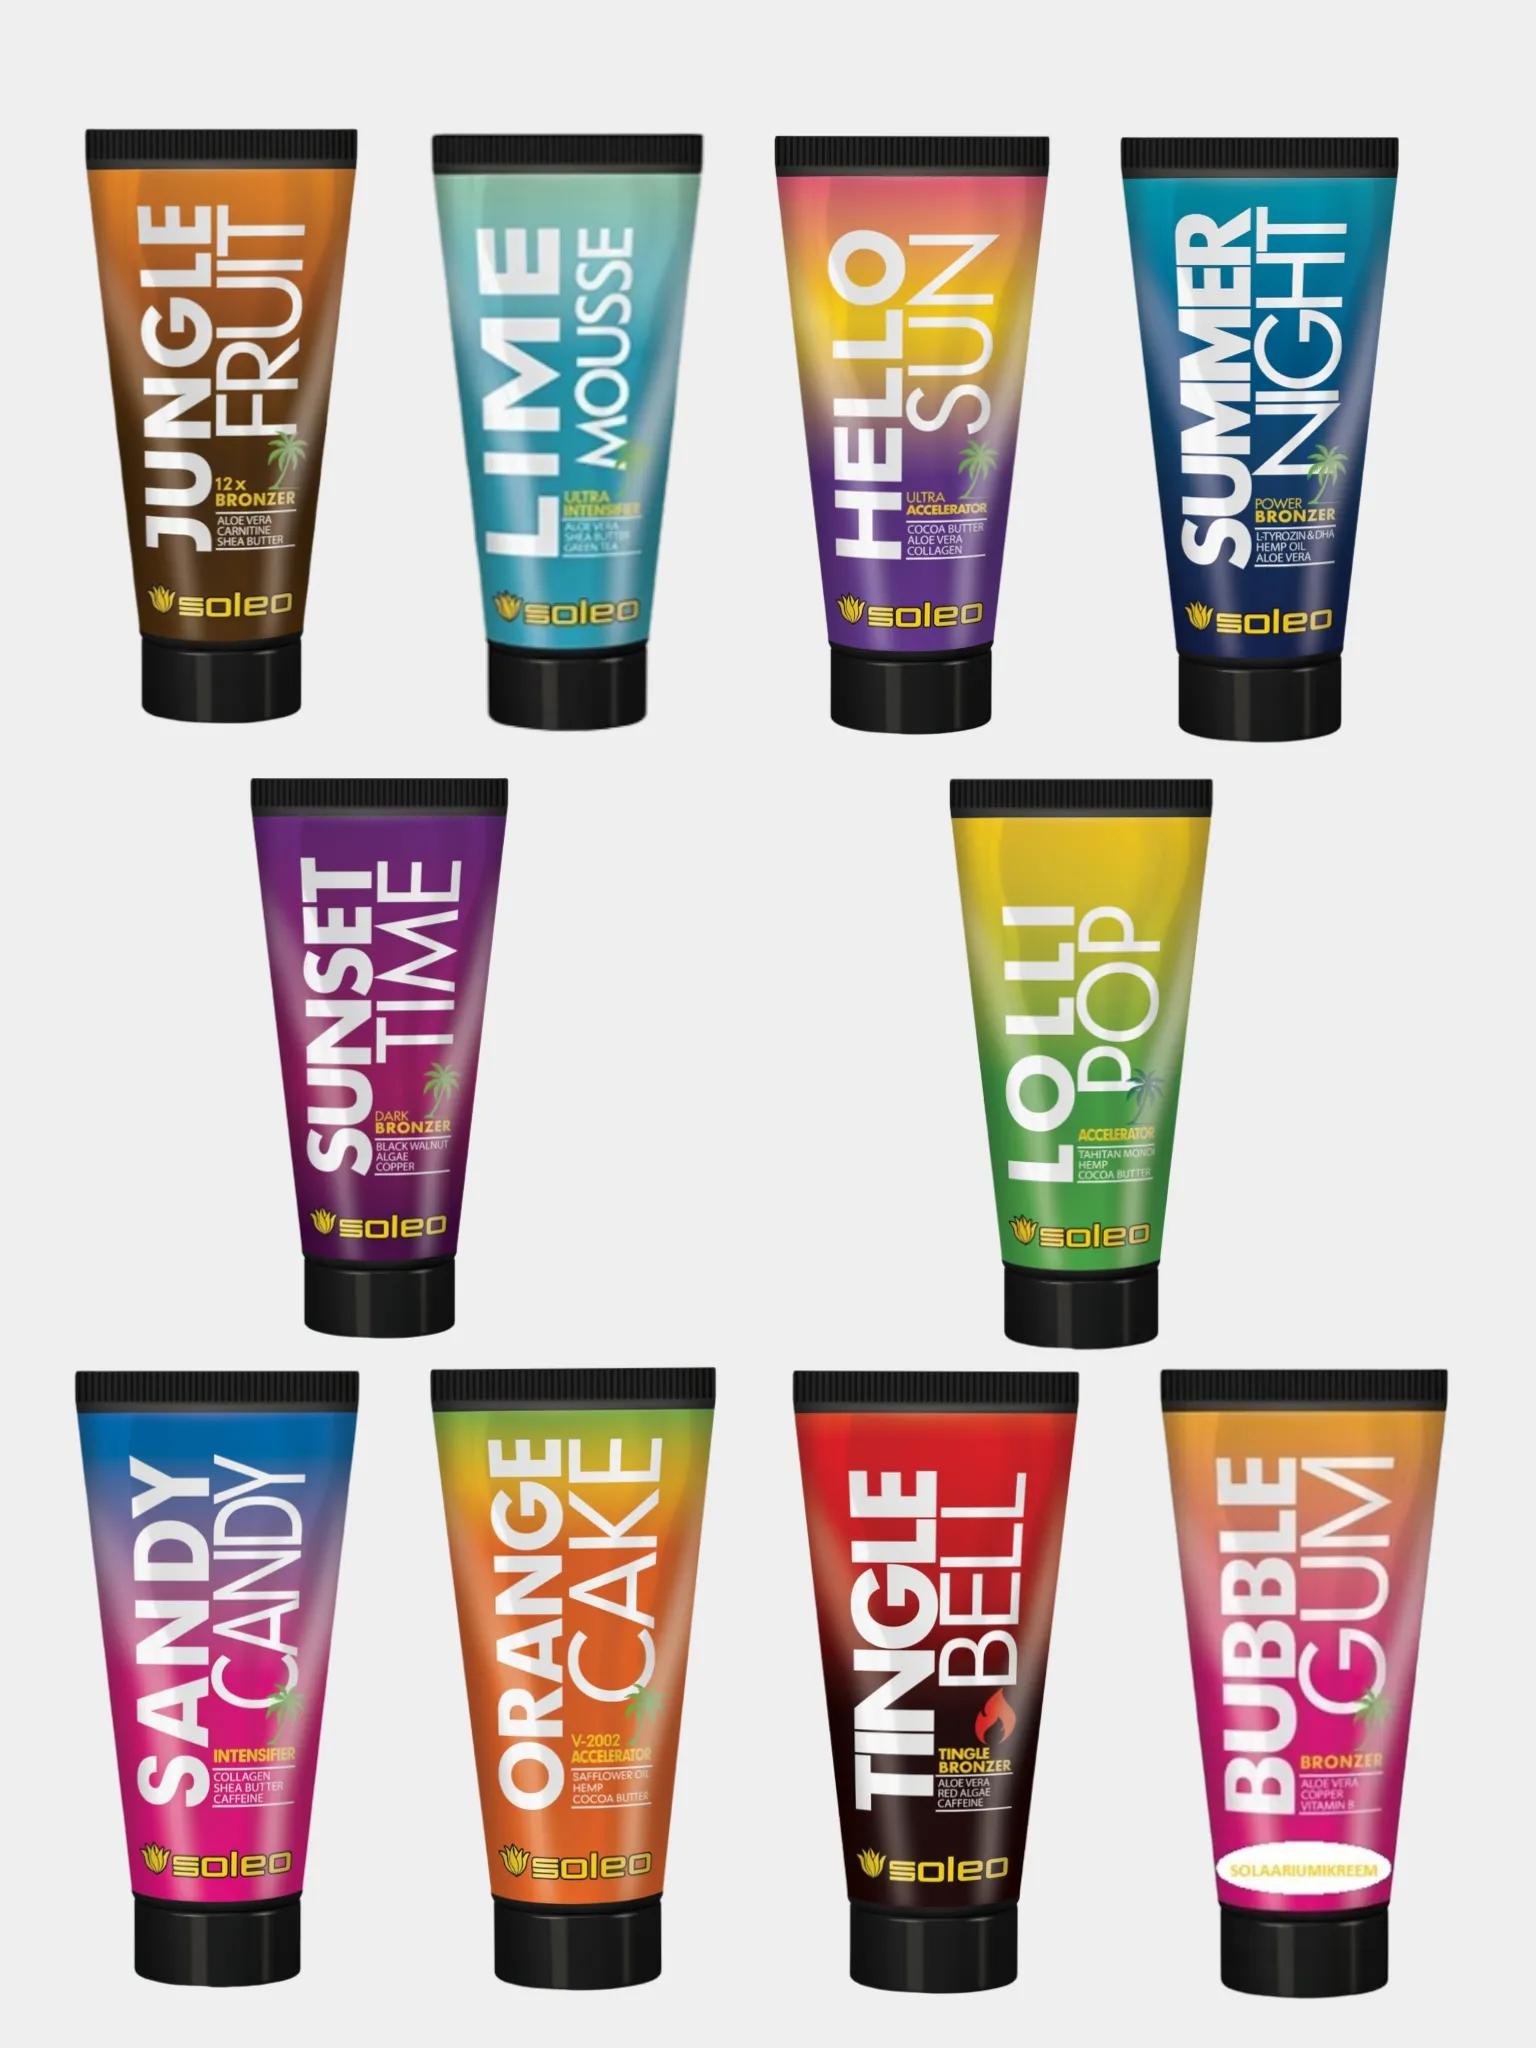 JUNGLE
FRUIT
12 x
BRONZER
ALOE VERA
CARNITINE
SHEA BUTTER
soleo
LIME
MOUSSE
ULTRA
INTENSIFIER
ALOE VERA
SHEA BUTTER
GREEN TEA
soleo
HELLO
SUN
ULTRA
ACCELERATOR
COCOA BUTTER
ALOE VERA
COLLAGEN
soleo
SUMMER
NIGHT
POWER
BRONZER
L-TYROZIN & DHA
HEMP OIL
ALOE VERA
soleo
SUNSET
TIME
DARK
BRONZER
BLACK WALNUT
ALGAE
COPPER
soleo
LOLLI
POP
ACCELERATOR
TAHITAN MONOI
HEMP
COCOA BUTTER
soleo
SANDY
CANDY
INTENSIFIER
COLLAGEN
SHEA BUTTER
CAFFEINE
soleo
ORANGE
CAKE
V-2002
ACCELERATOR
SAFFLOWER OIL
HEMP
COCOA BUTTER
soleo
TINGLE
BELL
TINGLE
BRONZER
ALOE VERA
RED ALGAE
CAFFEINE
soleo
BUBBLE
GUM
BRONZER
ALOE VERA
COPPER
VITAMIN B
SOLAARIUMIKREEM